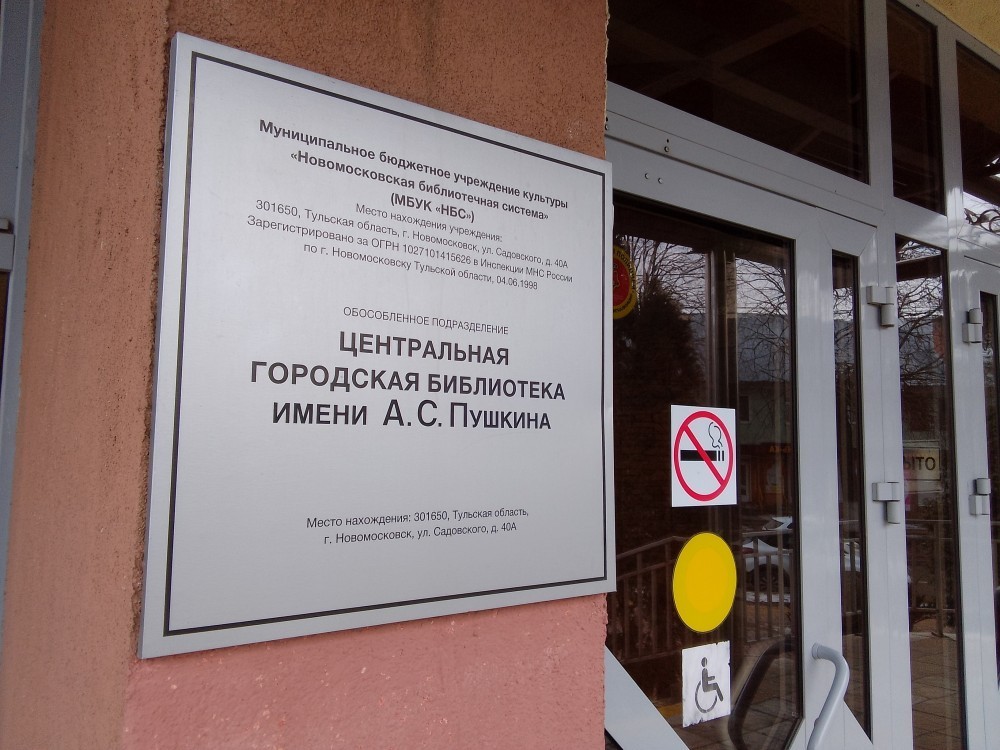 Муниципальное бюджетное учреждение культуры
«Новомосковская библиотечная система»
(МБУК «НБС»)
Место нахождения учреждения:
301650, Тульская область, г. Новомосковск, ул. Садовского, д. 40А
Зарегистрировано за ОГРН 1027101415626 в Инспекции МНС России
по г. Новомосковску Тульской области, 04.06.1998
ОБОСОБЛЕННОЕ ПОДРАЗДЕЛЕНИЕ
ЦЕНТРАЛЬНАЯ
ГОРОДСКАЯ БИБЛИОТЕКА
ИМЕНИ А.С. ПУШКИНА
Место нахождения: 301650, Тульская область,
г. Новомосковск, ул. Садовского, д. 40А